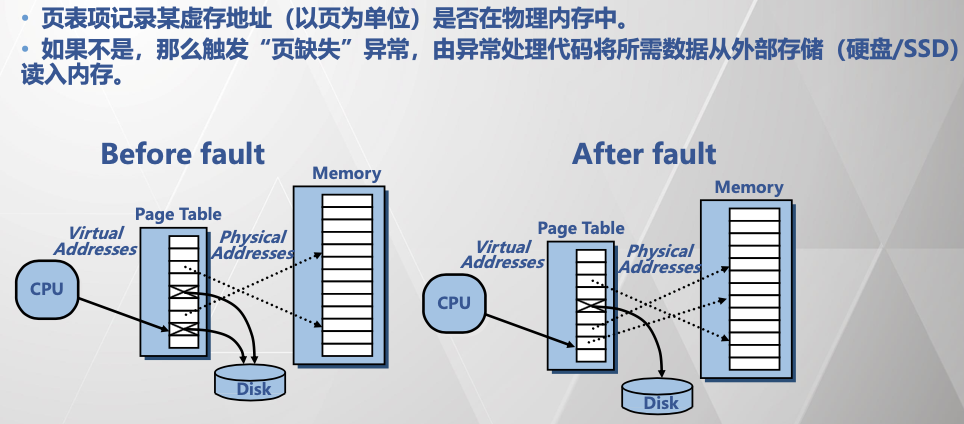 • 页表项记录某虚存地址（以页为单位）是否在物理内存中。
• 如果不是，那么触发“页缺失”异常，由异常处理代码将所需数据从外部存储（硬盘/SSD）
读入内存。
Before fault
Memory
Page Table
Virtual
Addresses
Physical
Addresses
CPU
Disk
After fault
Memory
Page Table
Virtual
Addresses
Physical
Addresses
CPU
Disk